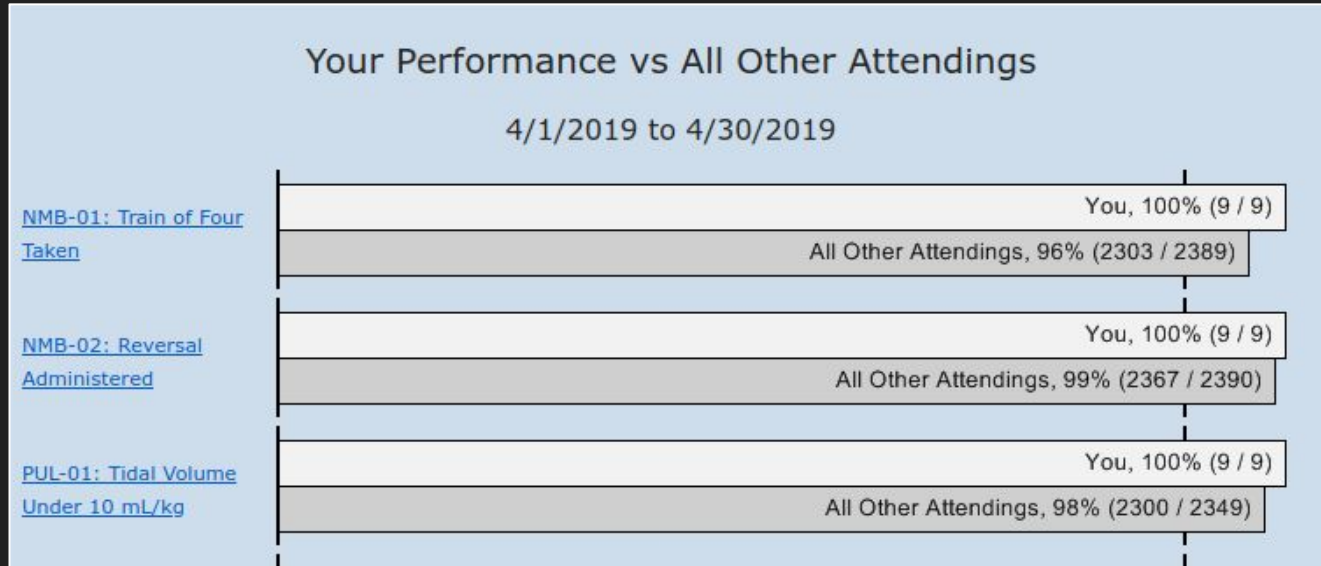 Your Performance vs All Other Attendings
4/1/2019 to 4/30/2019
NMB-01: Train of Four
Taken
You, 100% (9 / 9)
All Other Attendings, 96% (2303 / 2389)
NMB-02: Reversal
Administered
You, 100% (9 / 9)
All Other Attendings, 99% (2367 / 2390)
PUL-01: Tidal Volume
Under 10 mL/kg
You, 100% (9 / 9)
All Other Attendings, 98% (2300 / 2349)